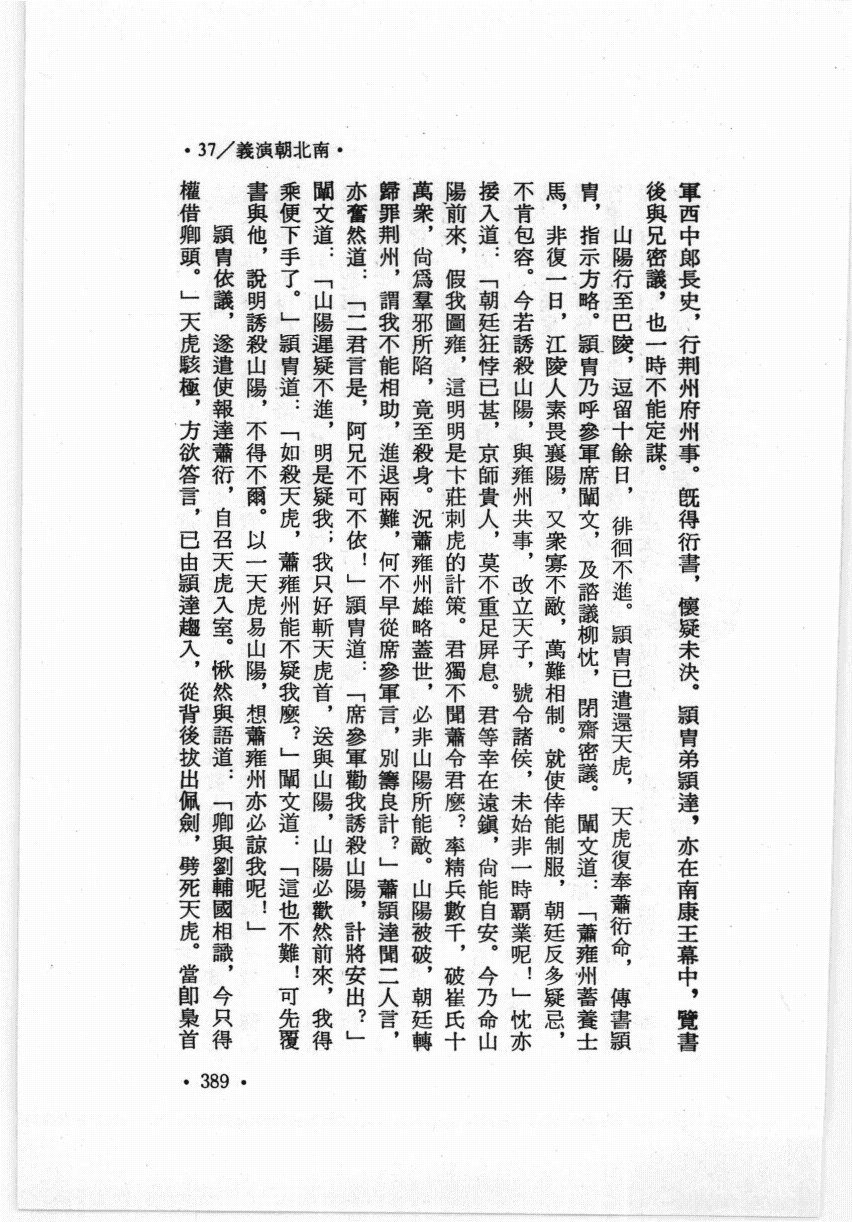 •37╱義演朝北南•
軍西中郎長史，行荆州府州事。旣得衍書，懷疑未決。潁胄弟潁達，亦在南康王幕中，覽書
後與兄密議，也一時不能定謀。
山陽行至巴陵，逗留十餘日，徘徊不進。潁胄已遣還天虎，天虎復奉蕭衍命，傳書潁
胄，指示方略。潁胄乃呼參軍席闡文，及諮議柳忱，閉齋密議。闡文道：「蕭雍州蓄養士
馬，非復一日，江陵人素畏襄陽，又衆寡不敵，萬難相制。就使倖能制服，朝廷反多疑忌，
不肯包容。今若誘殺山陽，與雍州共事，改立天子，號令諸侯，未始非一時覇業呢！」忱亦
接入道：「朝廷狂悖已甚，京師貴人，莫不重足屏息。君等幸在遠鎭，尙能自安。今乃命山
陽前來，假我圖雍，這明明是卞莊刺虎的計策。君獨不聞蕭令君麽？率精兵數千，破崔氏十
萬衆，尙爲羣邪所陷，竟至殺身。況蕭雍州雄略蓋世，必非山陽所能敵。山陽被破，朝廷轉
歸罪荆州，謂我不能相助，進退兩難，何不早從席參軍言，別籌良計？」蕭潁達聞二人言，
亦奮然道：「二君言是，阿兄不可不依！」潁胄道：「席參軍勸我誘殺山陽，計將安出？」
闡文道：「山陽遲疑不進，明是疑我；我只好斬天虎首，送與山陽，山陽必歡然前來，我得
乘便下手了。」潁胄道：「如殺天虎，蕭雍州能不疑我麽？」闡文道：「這也不難！可先覆
書與他，說明誘殺山陽，不得不爾。以一天虎易山陽，想蕭雍州亦必諒我呢！」
潁胄依議，遂遣使報達蕭衍，自召天虎入室。愀然與語道：「卿與劉輔國相識，今只得
權借卿頭。」天虎駭極，方欲答言，已由潁達趨入，從背後拔出佩劍，劈死天虎。當卽梟首
•389•